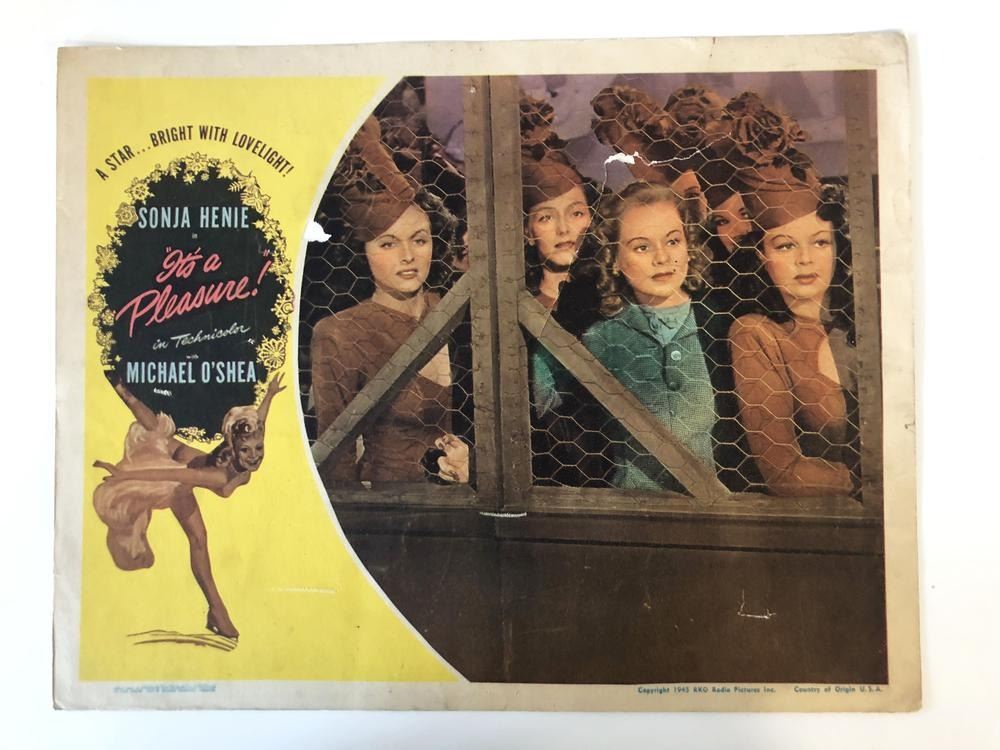 A STAR...BRIGHT WITH LOVELIGHT!
SONJA HENIE
in
"It's a
Pleasure!"
in Technicolor
with
MICHAEL O'SHEA
Copyright 1945 RKO Radio Pictures Inc. Country of Origin U.S.A.